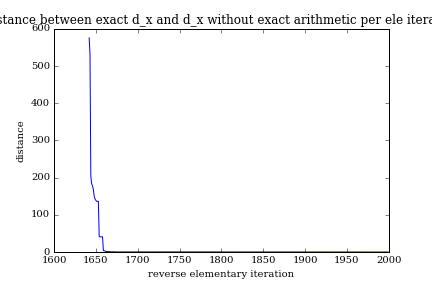 stance between exact d_x and d_x without exact arithmetic per ele itera
600
500
400
300
200
100
0
distance
1600 1650 1700 1750 1800 1850 1900 1950 2000
reverse elementary iteration